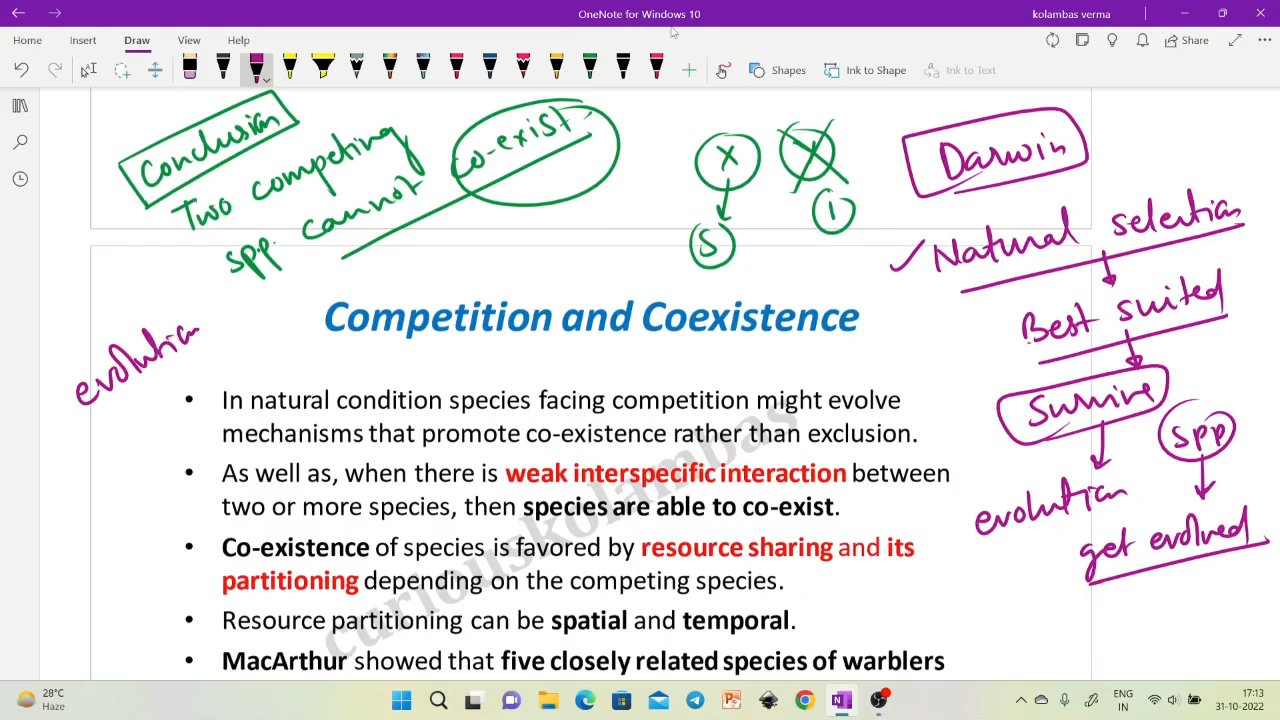 OneNote for Windows 10
kolambas verma
Home
Insert
Draw
View
Help
Share
Shapes
Ink to Shape
Ink to Text
Conclusion
Two competing
spp. cannot co-exist
X
Y
S
1
Darwin
Natural selection
Best suited
Survive
evolution
spp
get evolved
evolution
Competition and Coexistence
• In natural condition species facing competition might evolve
mechanisms that promote co-existence rather than exclusion.
• As well as, when there is weak interspecific interaction between
two or more species, then species are able to co-exist.
• Co-existence of species is favored by resource sharing and its
partitioning depending on the competing species.
• Resource partitioning can be spatial and temporal.
• MacArthur showed that five closely related species of warblers
curiouskolambas
28°C
Haze
ENG
IN
17:13
31-10-2022